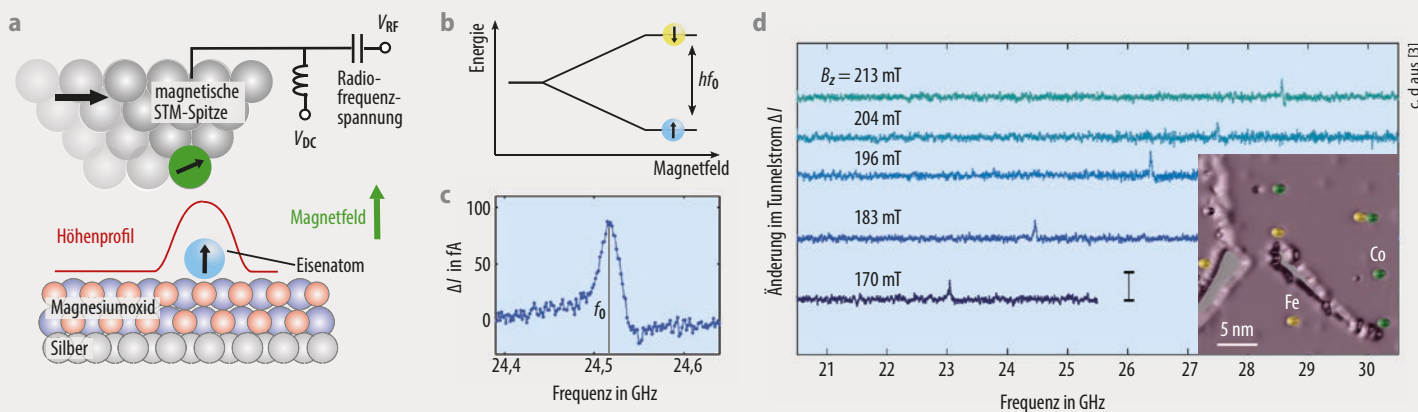 a
V_RF
Radio-
frequenz-
spannung
magnetische
STM-Spitze
V_DC
Magnetfeld
Höhenprofil
Eisenatom
Magnesiumoxid
Silber
b
Energie
hf₀
Magnetfeld
c
100
50
0
ΔI in fA
f₀
24,4
24,5
24,6
Frequenz in GHz
d
Änderung im Tunnelstrom ΔI
B_z = 213 mT
204 mT
196 mT
183 mT
170 mT
Co
Fe
5 nm
21 22 23 24 25 26 27 28 29 30
Frequenz in GHz
c, d aus [3]